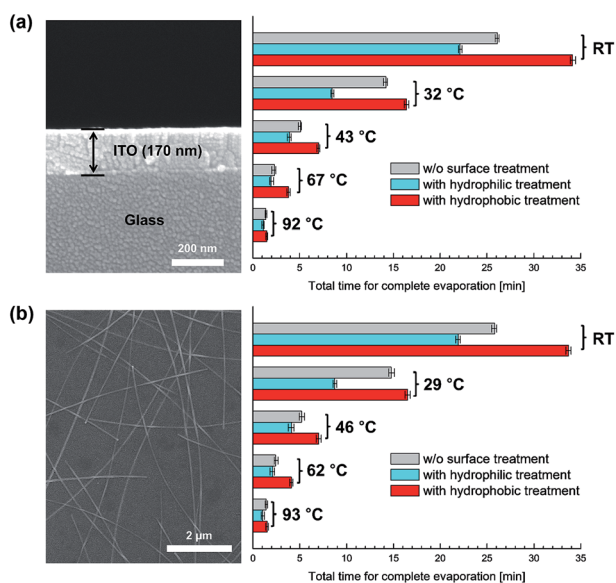 (a)
ITO (170 nm)
Glass
200 nm
RT
32 °C
43 °C
67 °C
92 °C
w/o surface treatment
with hydrophilic treatment
with hydrophobic treatment
0 5 10 15 20 25 30 35
Total time for complete evaporation [min]
(b)
2 μm
RT
29 °C
46 °C
62 °C
93 °C
w/o surface treatment
with hydrophilic treatment
with hydrophobic treatment
0 5 10 15 20 25 30 35
Total time for complete evaporation [min]